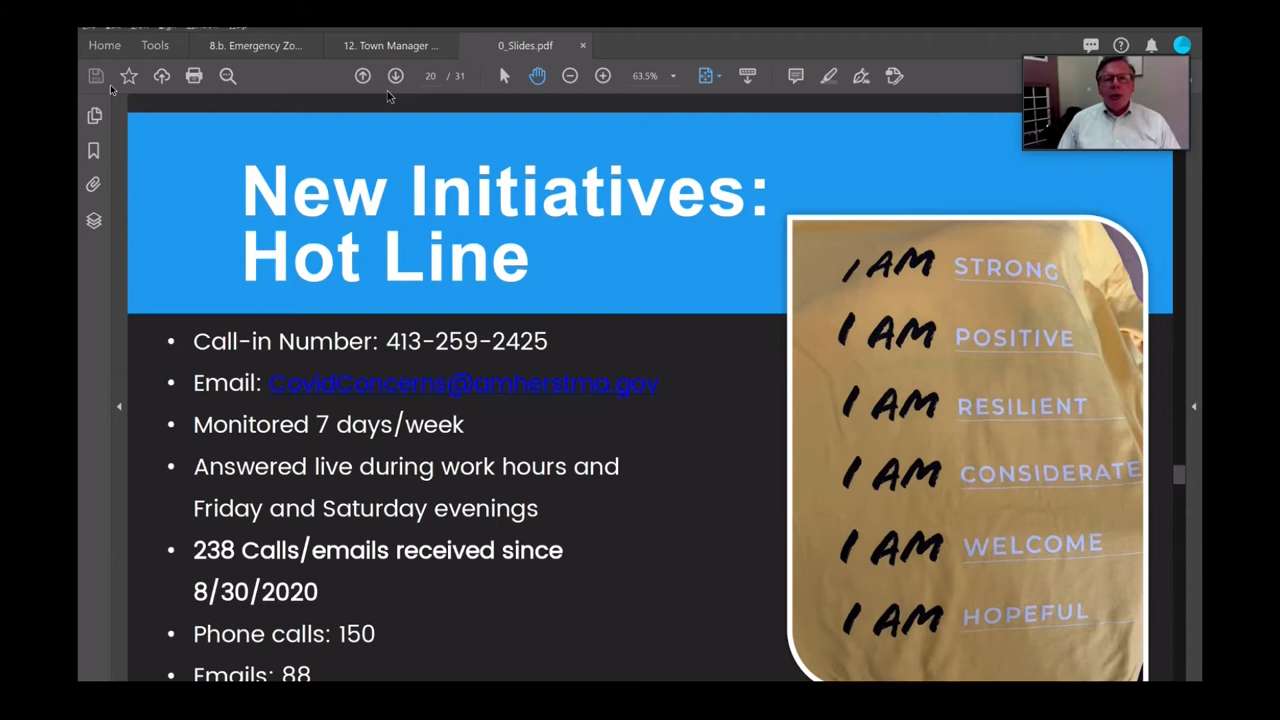 Home
Tools
8.b. Emergency Zo...
12. Town Manager ...
0_Slides.pdf
20 / 31
63.5%
New Initiatives:
Hot Line
• Call-in Number: 413-259-2425
• Email: CovidConcerns@amherstma.gov
• Monitored 7 days/week
• Answered live during work hours and
Friday and Saturday evenings
• 238 Calls/emails received since
8/30/2020
• Phone calls: 150
Emails: 88
I AM STRONG
I AM POSITIVE
I AM RESILIENT
I AM CONSIDERATE
I AM WELCOME
I AM HOPEFUL